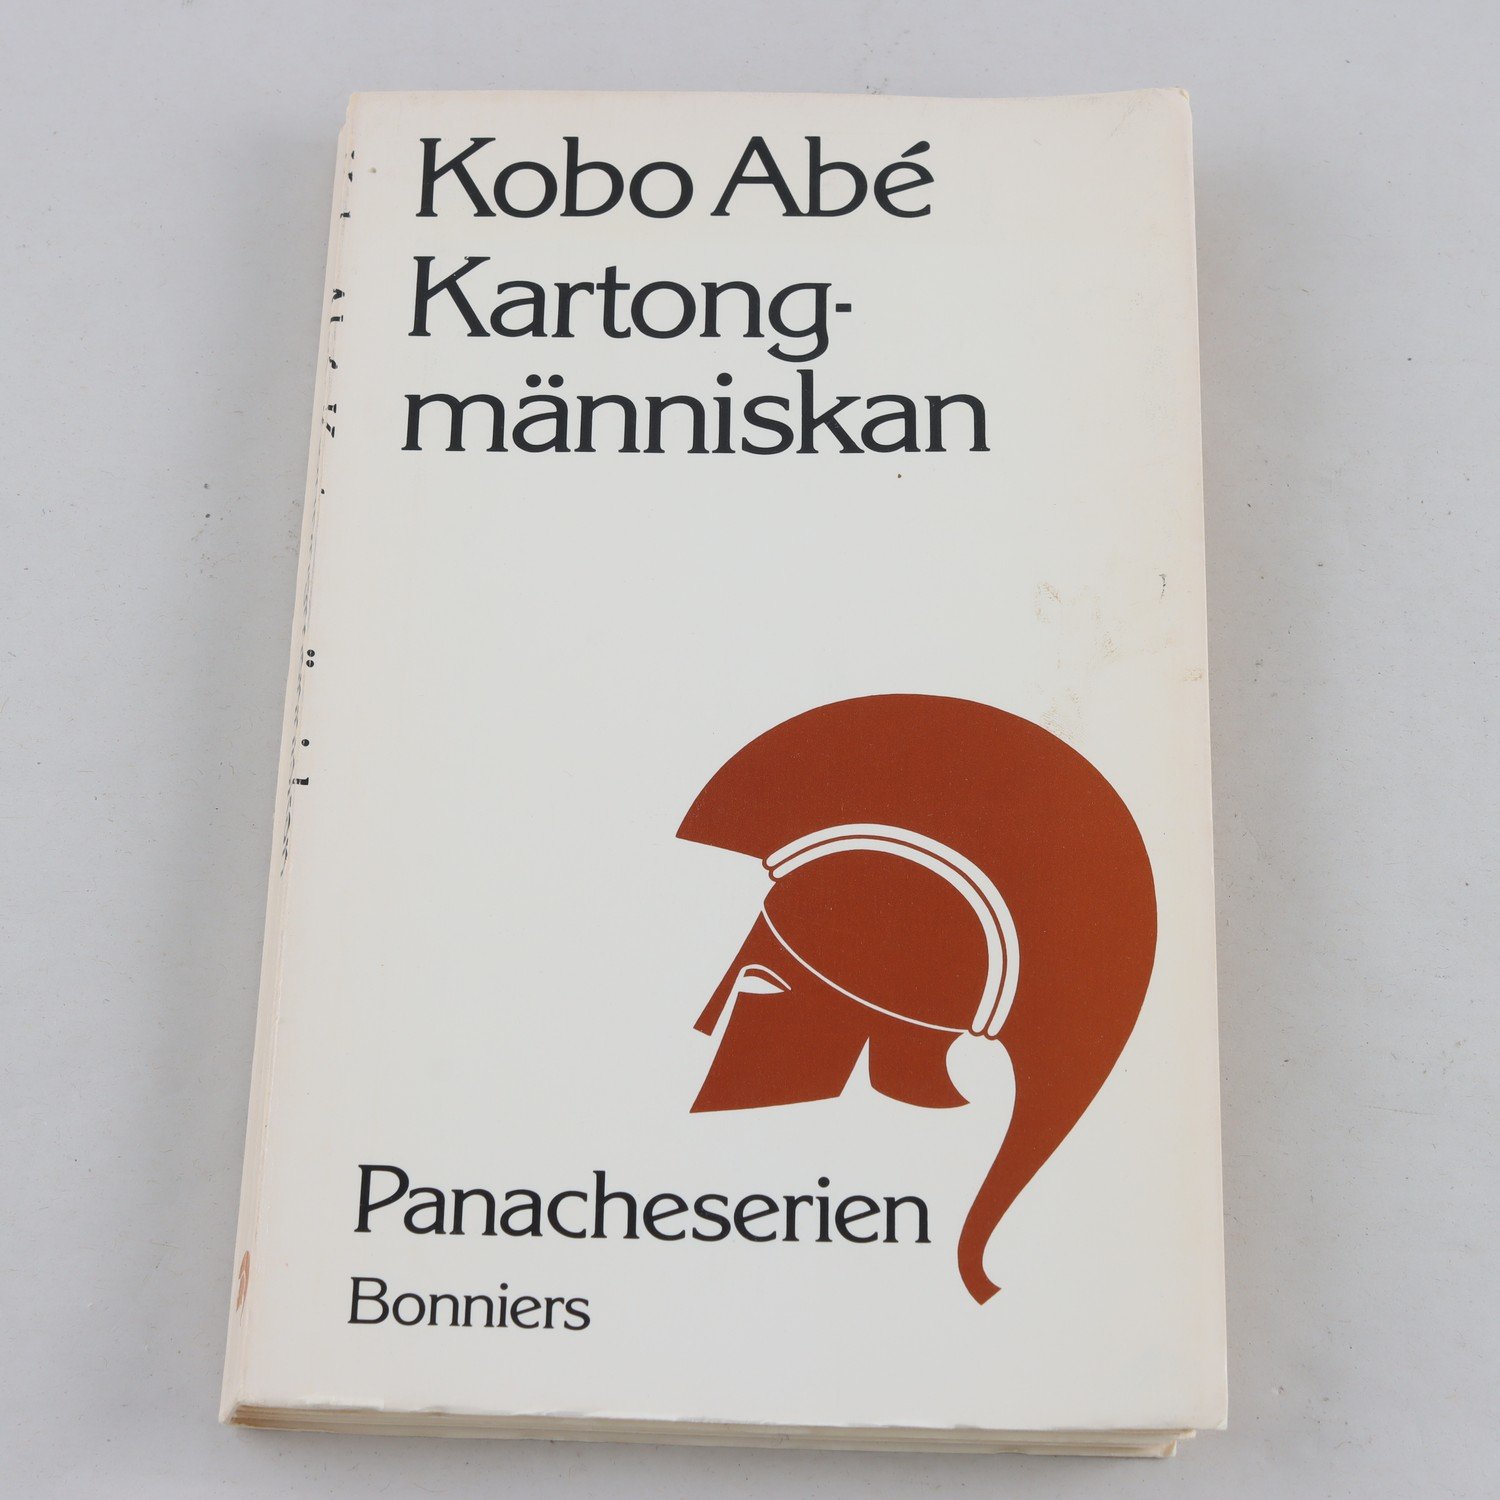 Kobo Abé
Kartong-
människan
Panacheserien
Bonniers